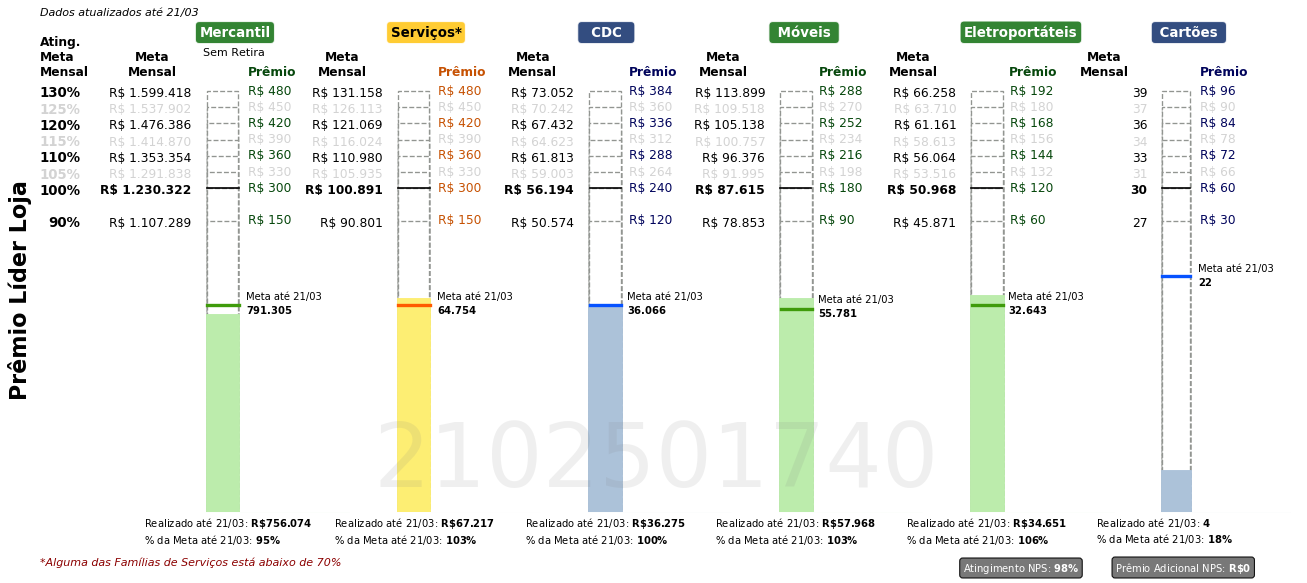 Dados atualizados até 21/03
Mercantil Serviços* CDC Móveis Eletroportáteis Cartões
Sem Retira
Ating. Meta Mensal
Meta Mensal Prêmio Meta Mensal Prêmio Meta Mensal Prêmio Meta Mensal Prêmio Meta Mensal Prêmio Meta Mensal Prêmio
130% R$ 1.599.418 R$ 480 R$ 131.158 R$ 480 R$ 73.052 R$ 384 R$ 113.899 R$ 288 R$ 66.258 R$ 192 39 R$ 96
125% R$ 1.537.902 R$ 450 R$ 126.113 R$ 450 R$ 70.242 R$ 360 R$ 109.518 R$ 270 R$ 63.710 R$ 180 37 R$ 90
120% R$ 1.476.386 R$ 420 R$ 121.069 R$ 420 R$ 67.432 R$ 336 R$ 105.138 R$ 252 R$ 61.161 R$ 168 36 R$ 84
115% R$ 1.414.870 R$ 390 R$ 116.024 R$ 390 R$ 64.623 R$ 312 R$ 100.757 R$ 234 R$ 58.613 R$ 156 34 R$ 78
110% R$ 1.353.354 R$ 360 R$ 110.980 R$ 360 R$ 61.813 R$ 288 R$ 96.376 R$ 216 R$ 56.064 R$ 144 33 R$ 72
105% R$ 1.291.838 R$ 330 R$ 105.935 R$ 330 R$ 59.003 R$ 264 R$ 91.995 R$ 198 R$ 53.516 R$ 132 31 R$ 66
100% R$ 1.230.322 R$ 300 R$ 100.891 R$ 300 R$ 56.194 R$ 240 R$ 87.615 R$ 180 R$ 50.968 R$ 120 30 R$ 60
90% R$ 1.107.289 R$ 150 R$ 90.801 R$ 150 R$ 50.574 R$ 120 R$ 78.853 R$ 90 R$ 45.871 R$ 60 27 R$ 30
Prêmio Líder Loja
Meta até 21/03
791.305
Meta até 21/03
64.754
Meta até 21/03
36.066
Meta até 21/03
55.781
Meta até 21/03
32.643
Meta até 21/03
22
2102501740
Realizado até 21/03: R$756.074
% da Meta até 21/03: 95%
Realizado até 21/03: R$67.217
% da Meta até 21/03: 103%
Realizado até 21/03: R$36.275
% da Meta até 21/03: 100%
Realizado até 21/03: R$57.968
% da Meta até 21/03: 103%
Realizado até 21/03: R$34.651
% da Meta até 21/03: 106%
Realizado até 21/03: 4
% da Meta até 21/03: 18%
*Alguma das Famílias de Serviços está abaixo de 70%
Atingimento NPS: 98%
Prêmio Adicional NPS: R$0